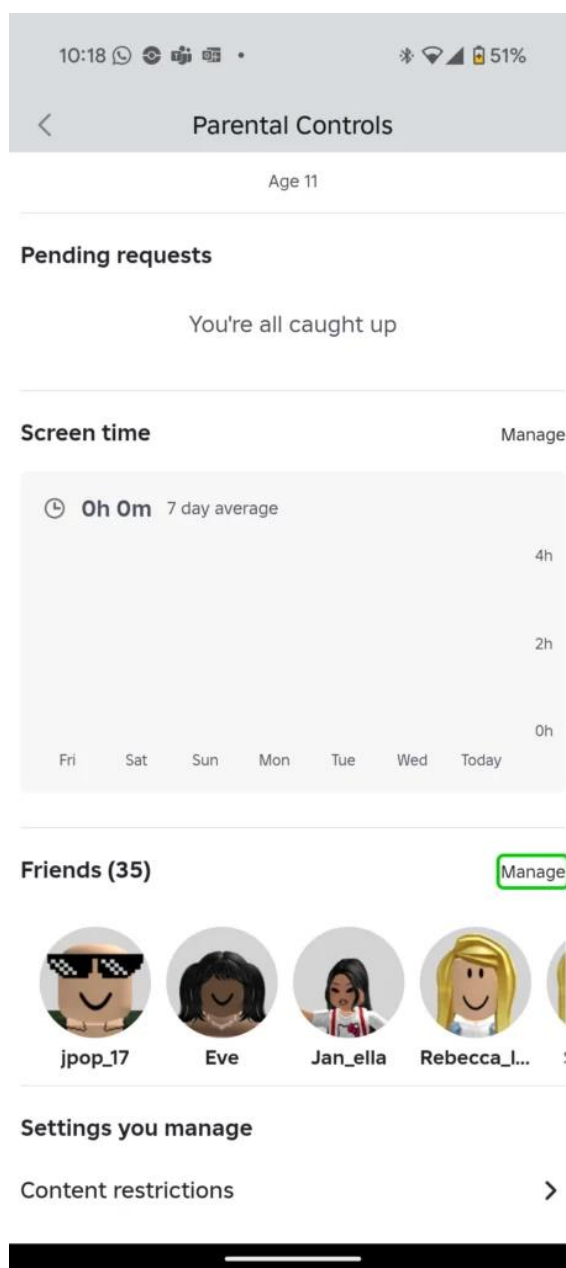 10:18 51%
Parental Controls
Age 11
Pending requests
You're all caught up
Screen time Manage
0h 0m 7 day average
4h
2h
0h
Fri Sat Sun Mon Tue Wed Today
Friends (35) Manage
jpop_17 Eve Jan_ella Rebecca_l...
Settings you manage
Content restrictions